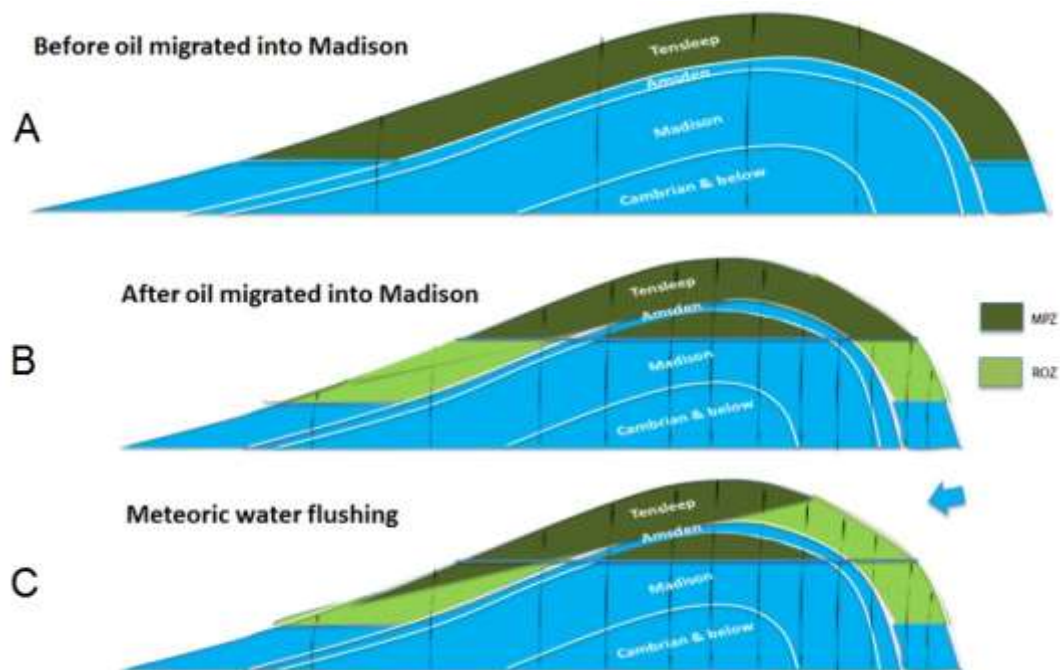 Before oil migrated into Madison
A
Tensleep
Amsden
Madison
Cambrian & below
After oil migrated into Madison
B
Tensleep
Amsden
Madison
Cambrian & below
MPZ
ROZ
Meteoric water flushing
C
Tensleep
Amsden
Madison
Cambrian & below